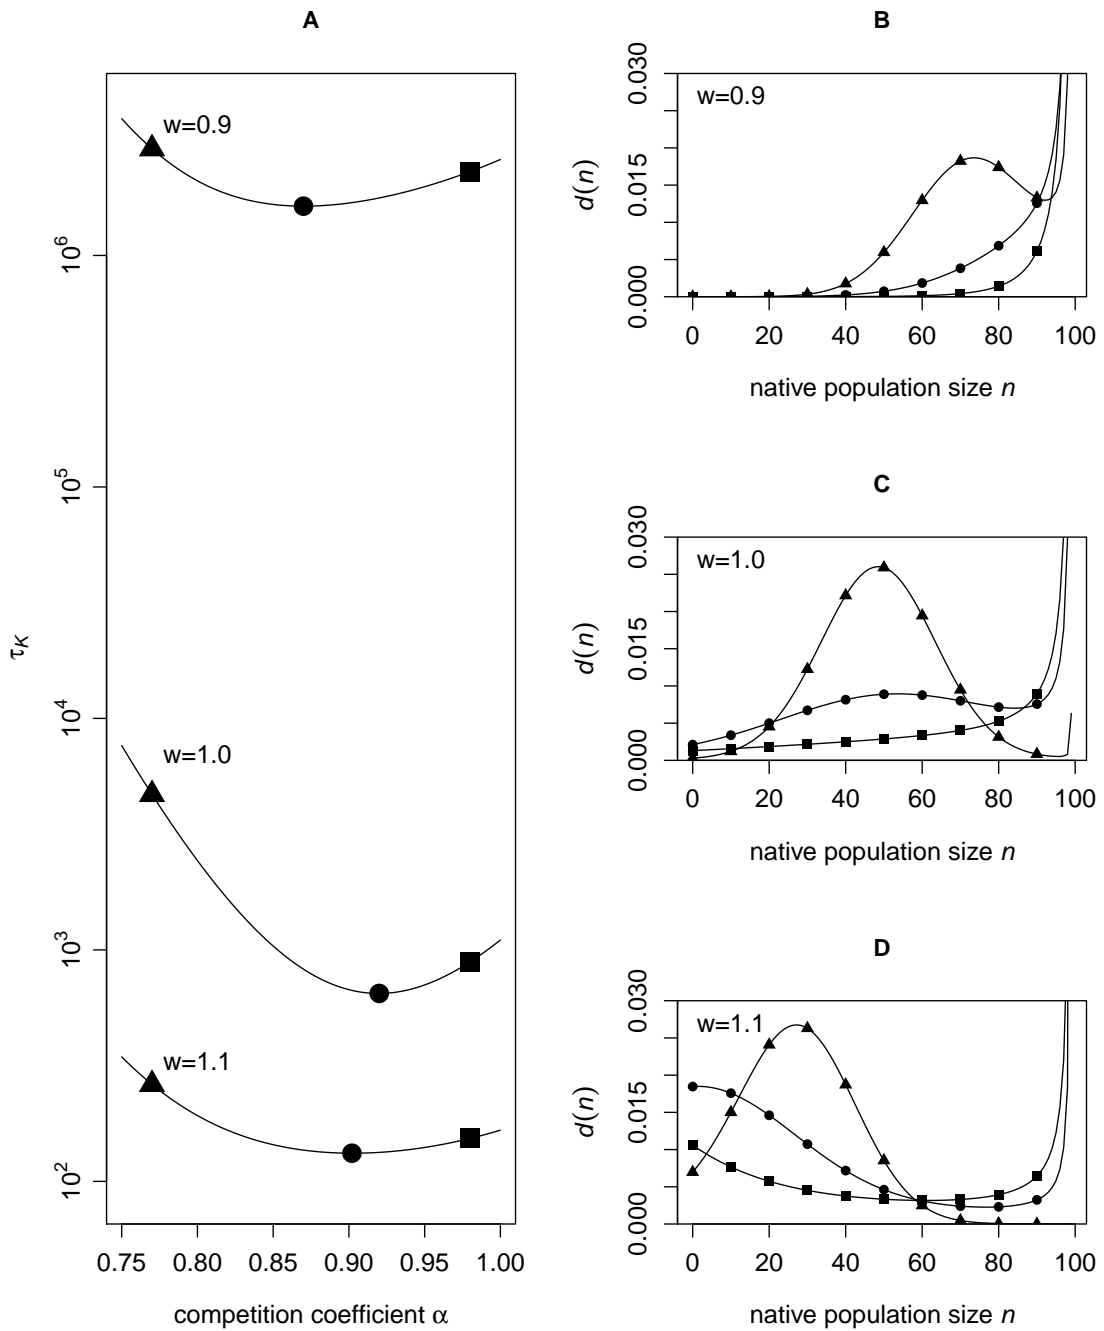 A
w=0.9
w=1.0
w=1.1
τK
10^6
10^5
10^4
10^3
10^2
0.75 0.80 0.85 0.90 0.95 1.00
competition coefficient α
B
w=0.9
d(n)
0.030
0.015
0.000
0 20 40 60 80 100
native population size n
C
w=1.0
d(n)
0.030
0.015
0.000
0 20 40 60 80 100
native population size n
D
w=1.1
d(n)
0.030
0.015
0.000
0 20 40 60 80 100
native population size n